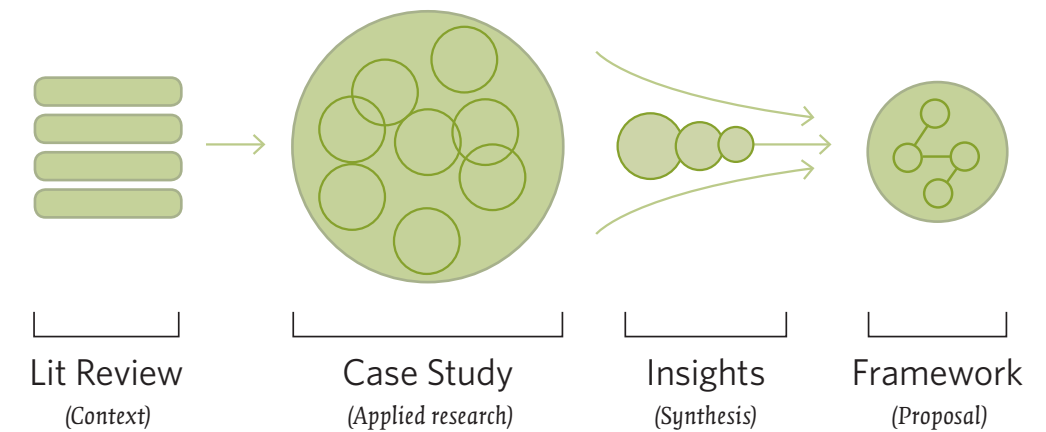 Lit Review
(Context)
Case Study
(Applied research)
Insights
(Synthesis)
Framework
(Proposal)